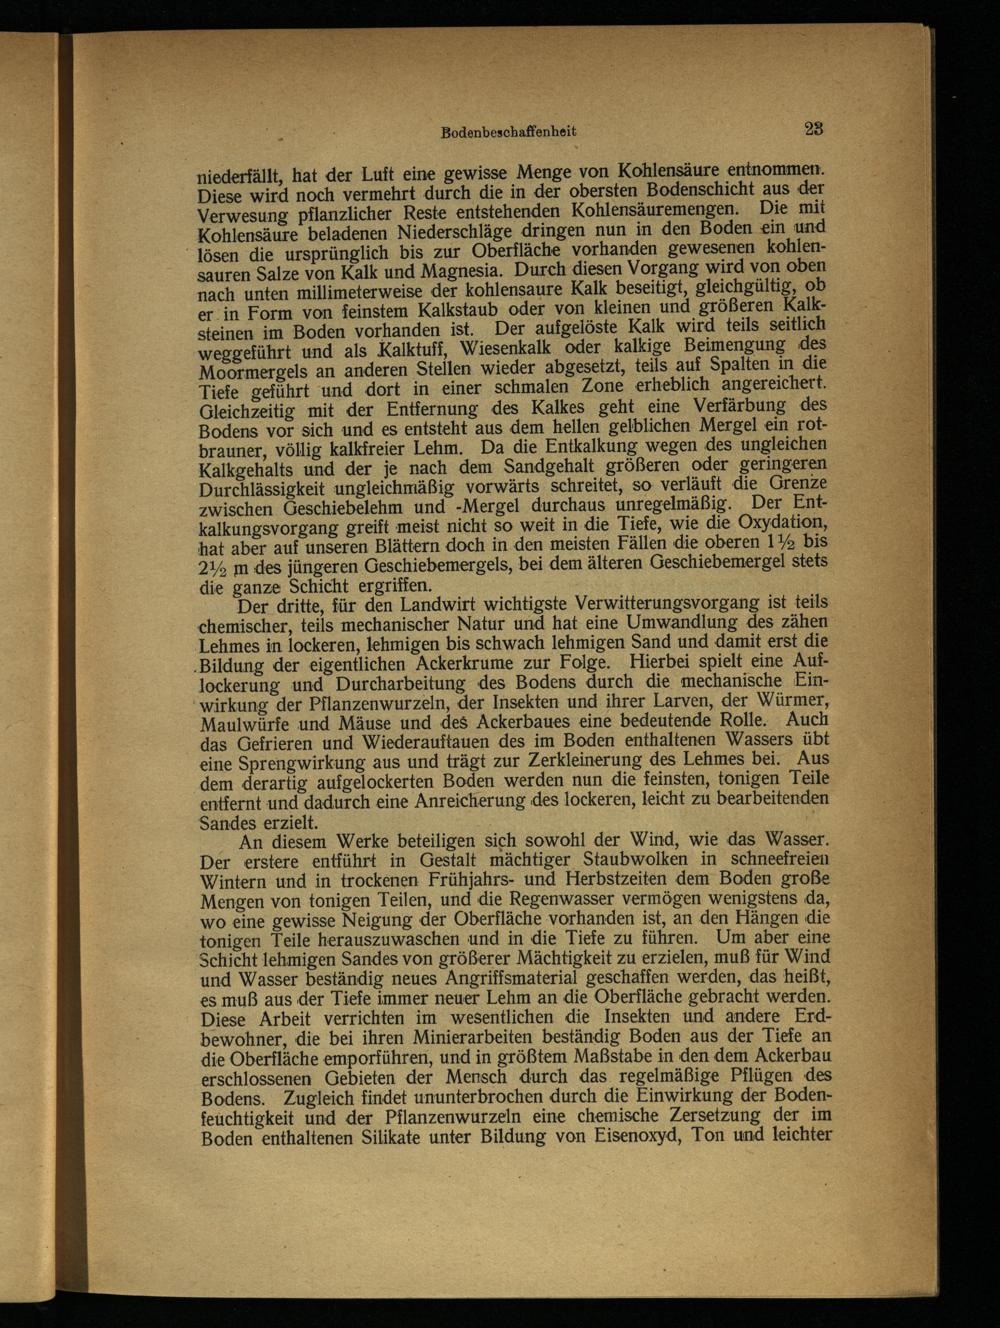 Bodenbeschaffenheit 23
niederfällt, hat der Luft eine gewisse Menge von Kohlensäure entnommen.
Diese wird noch vermehrt durch die in der obersten Bodenschicht aus der
Verwesung pflanzlicher Reste entstehenden Kohlensäuremengen. Die mit
Kohlensäure beladenen Niederschläge dringen nun in den Boden ein und
lösen die ursprünglich bis zur Oberfläche vorhanden gewesenen kohlen-
sauren Salze von Kalk und Magnesia. Durch diesen Vorgang wird von oben
nach unten millimeterweise der kohlensaure Kalk beseitigt, gleichgültig, ob
er in Form von feinstem Kalkstaub oder von kleinen und größeren Kalk-
steinen im Boden vorhanden ist. Der aufgelöste Kalk wird teils seitlich
weggeführt und als Kalktuff, Wiesenkalk oder kalkige Beimengung des
Moormergels an anderen Stellen wieder abgesetzt, teils auf Spalten in die
Tiefe geführt und dort in einer schmalen Zone erheblich angereichert.
Gleichzeitig mit der Entfernung des Kalkes geht eine Verfärbung des
Bodens vor sich und es entsteht aus dem hellen gelblichen Mergel ein rot-
brauner, völlig kalkfreier Lehm. Da die Entkalkung wegen des ungleichen
Kalkgehalts und der je nach dem Sandgehalt größeren oder geringeren
Durchlässigkeit ungleichmäßig vorwärts schreitet, so verläuft die Grenze
zwischen Geschiebelehm und -Mergel durchaus unregelmäßig. Der Ent-
kalkungsvorgang greift meist nicht so weit in die Tiefe, wie die Oxydation,
hat aber auf unseren Blättern doch in den meisten Fällen die oberen 1½ bis
2½ m des jüngeren Geschiebemergels, bei dem älteren Geschiebemergel stets
die ganze Schicht ergriffen.
Der dritte, für den Landwirt wichtigste Verwitterungsvorgang ist teils
chemischer, teils mechanischer Natur und hat eine Umwandlung des zähen
Lehmes in lockeren, lehmigen bis schwach lehmigen Sand und damit erst die
Bildung der eigentlichen Ackerkrume zur Folge. Hierbei spielt eine Auf-
lockerung und Durcharbeitung des Bodens durch die mechanische Ein-
wirkung der Pflanzenwurzeln, der Insekten und ihrer Larven, der Würmer,
Maulwürfe und Mäuse und des Ackerbaues eine bedeutende Rolle. Auch
das Gefrieren und Wiederauftauen des im Boden enthaltenen Wassers übt
eine Sprengwirkung aus und trägt zur Zerkleinerung des Lehmes bei. Aus
dem derartig aufgelockerten Boden werden nun die feinsten, tonigen Teile
entfernt und dadurch eine Anreicherung des lockeren, leicht zu bearbeitenden
Sandes erzielt.
An diesem Werke beteiligen sich sowohl der Wind, wie das Wasser.
Der erstere entführt in Gestalt mächtiger Staubwolken in schneefreien
Wintern und in trockenen Frühjahrs- und Herbstzeiten dem Boden große
Mengen von tonigen Teilen, und die Regenwasser vermögen wenigstens da,
wo eine gewisse Neigung der Oberfläche vorhanden ist, an den Hängen die
tonigen Teile herauszuwaschen und in die Tiefe zu führen. Um aber eine
Schicht lehmigen Sandes von größerer Mächtigkeit zu erzielen, muß für Wind
und Wasser beständig neues Angriffsmaterial geschaffen werden, das heißt,
es muß aus der Tiefe immer neuer Lehm an die Oberfläche gebracht werden.
Diese Arbeit verrichten im wesentlichen die Insekten und andere Erd-
bewohner, die bei ihren Minierarbeiten beständig Boden aus der Tiefe an
die Oberfläche emporführen, und in größtem Maßstabe in den dem Ackerbau
erschlossenen Gebieten der Mensch durch das regelmäßige Pflügen des
Bodens. Zugleich findet ununterbrochen durch die Einwirkung der Boden-
feuchtigkeit und der Pflanzenwurzeln eine chemische Zersetzung der im
Boden enthaltenen Silikate unter Bildung von Eisenoxyd, Ton und leichter